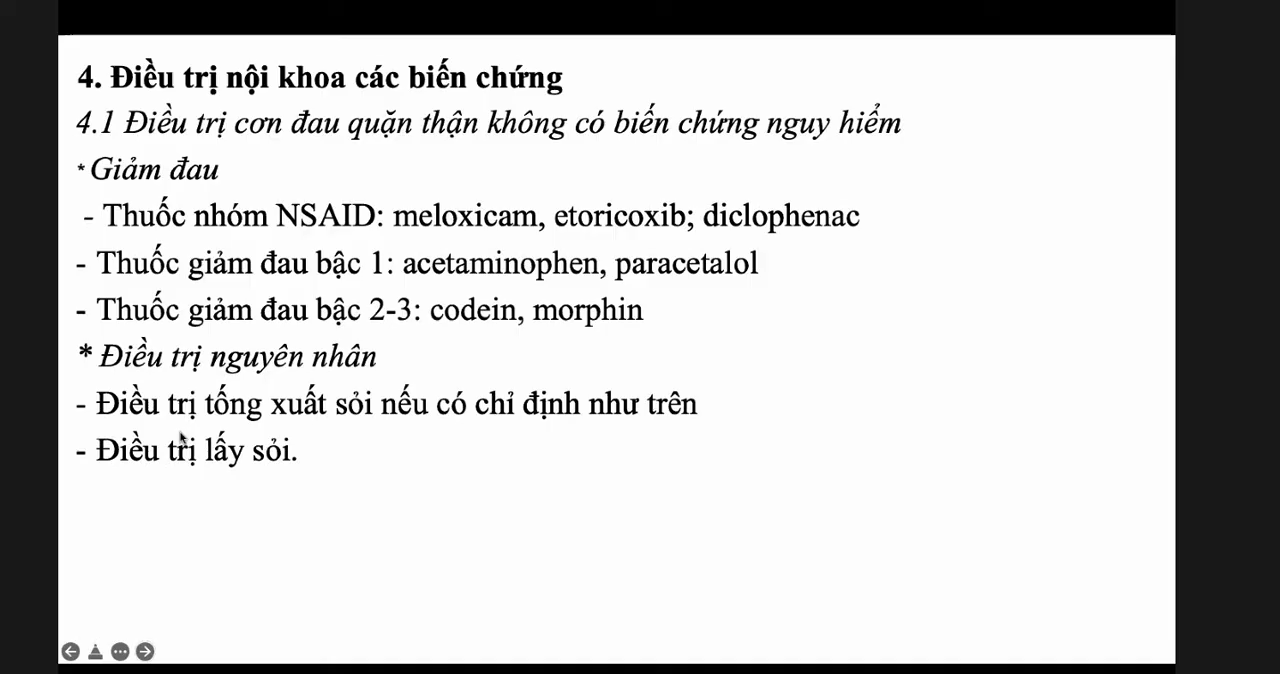 4. Điều trị nội khoa các biến chứng
4.1 Điều trị cơn đau quặn thận không có biến chứng nguy hiểm
* Giảm đau
- Thuốc nhóm NSAID: meloxicam, etoricoxib; diclophenac
- Thuốc giảm đau bậc 1: acetaminophen, paracetalol
- Thuốc giảm đau bậc 2-3: codein, morphin
* Điều trị nguyên nhân
- Điều trị tống xuất sỏi nếu có chỉ định như trên
- Điều trị lấy sỏi.